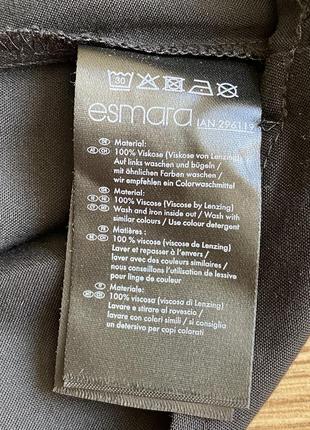 30
esmara IAN 296119
Material:
100% Viskose (Viskose von Lenzing)
Auf links waschen und bügeln /
mit ähnlichen Farben waschen /
wir empfehlen ein Colorwaschmittel
Material:
100% Viscose (Viscose by Lenzing)
Wash and iron inside out / Wash with
similar colours / Use colour detergent
Matières :
100 % viscose (viscose de Lenzing)
Laver et repasser à l'envers /
laver avec des couleurs similaires /
nous conseillons l'utilisation de lessive
pour linge de couleur
Materiale:
100% viscosa (viscosa di Lenzing)
Lavare e stirare al rovescio /
lavare con colori simili / si consiglia
un detersivo per capi colorati